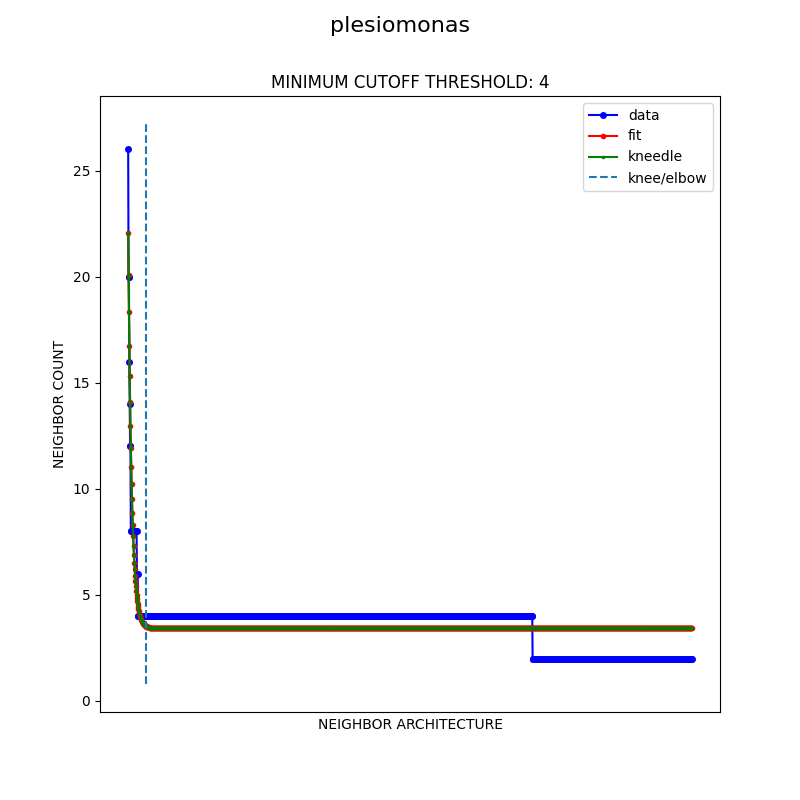 plesiomonas
MINIMUM CUTOFF THRESHOLD: 4
data
fit
kneedle
knee/elbow
25
20
15
10
5
0
NEIGHBOR COUNT
NEIGHBOR ARCHITECTURE